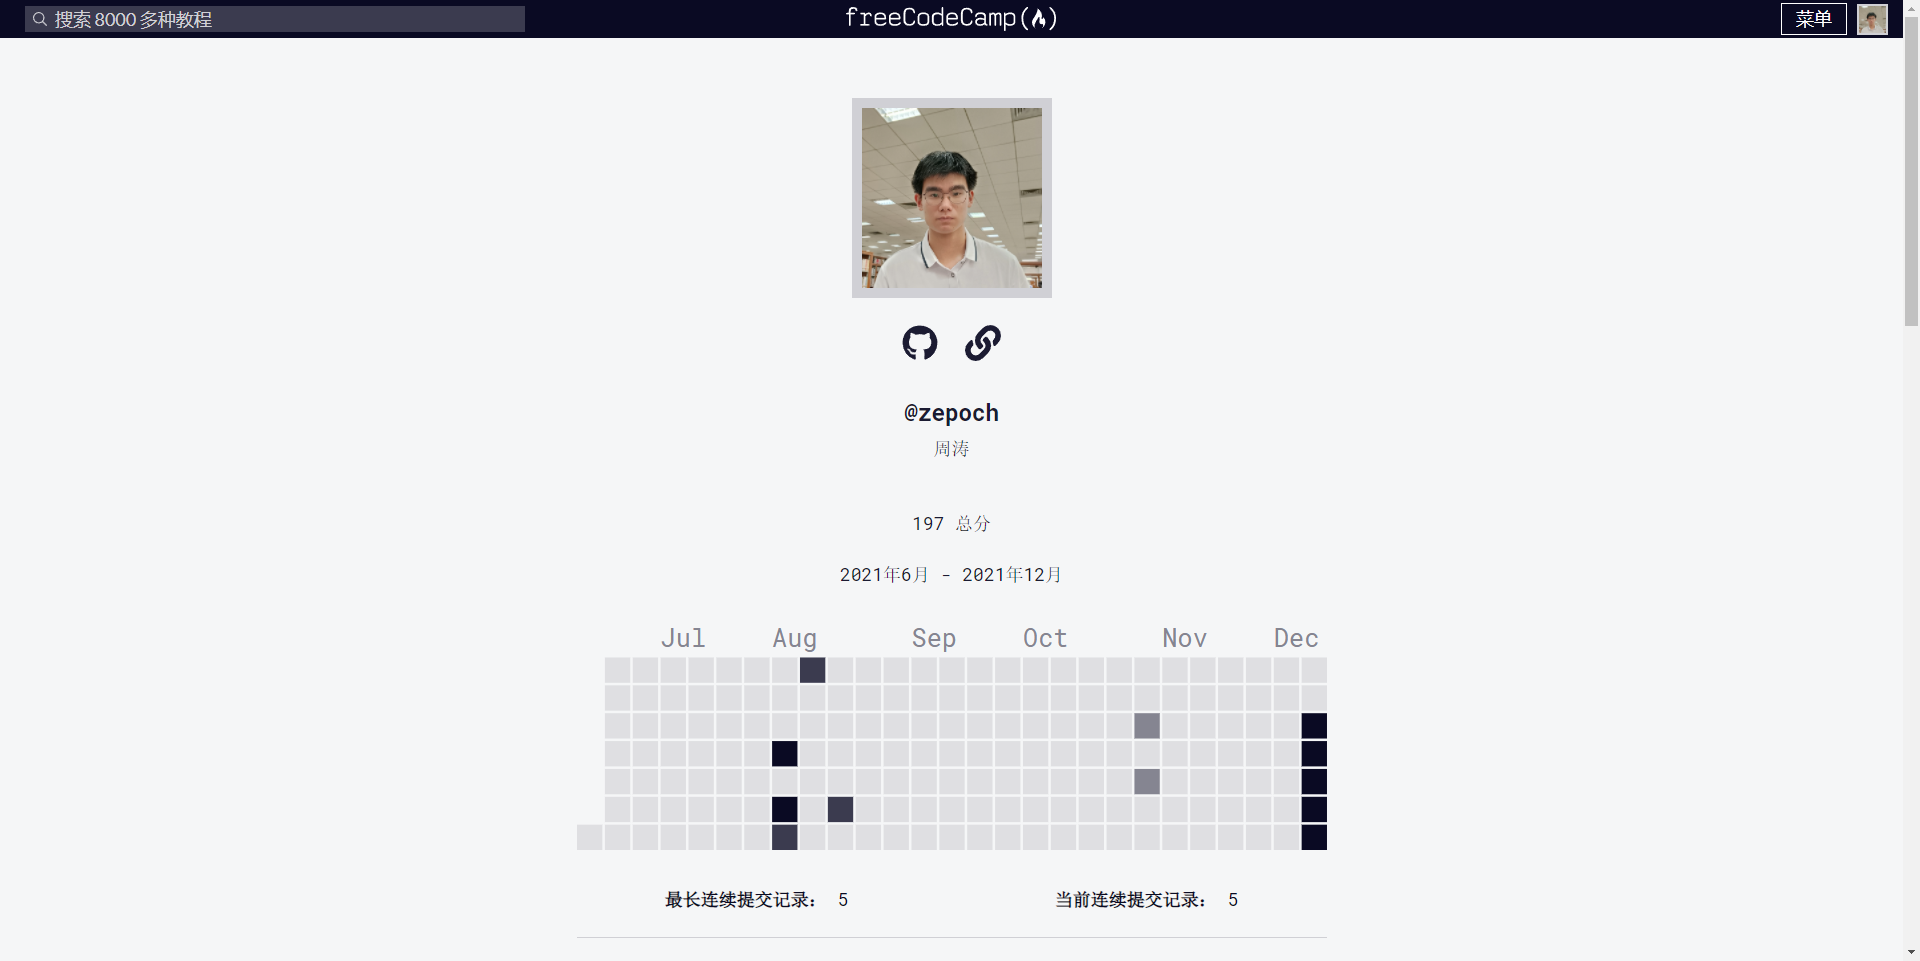 搜索 8000 多种教程
freeCodeCamp(🔥)
菜单
@zepoch
周涛
197 总分
2021年6月 - 2021年12月
Jul Aug Sep Oct Nov Dec
最长连续提交记录： 5
当前连续提交记录： 5